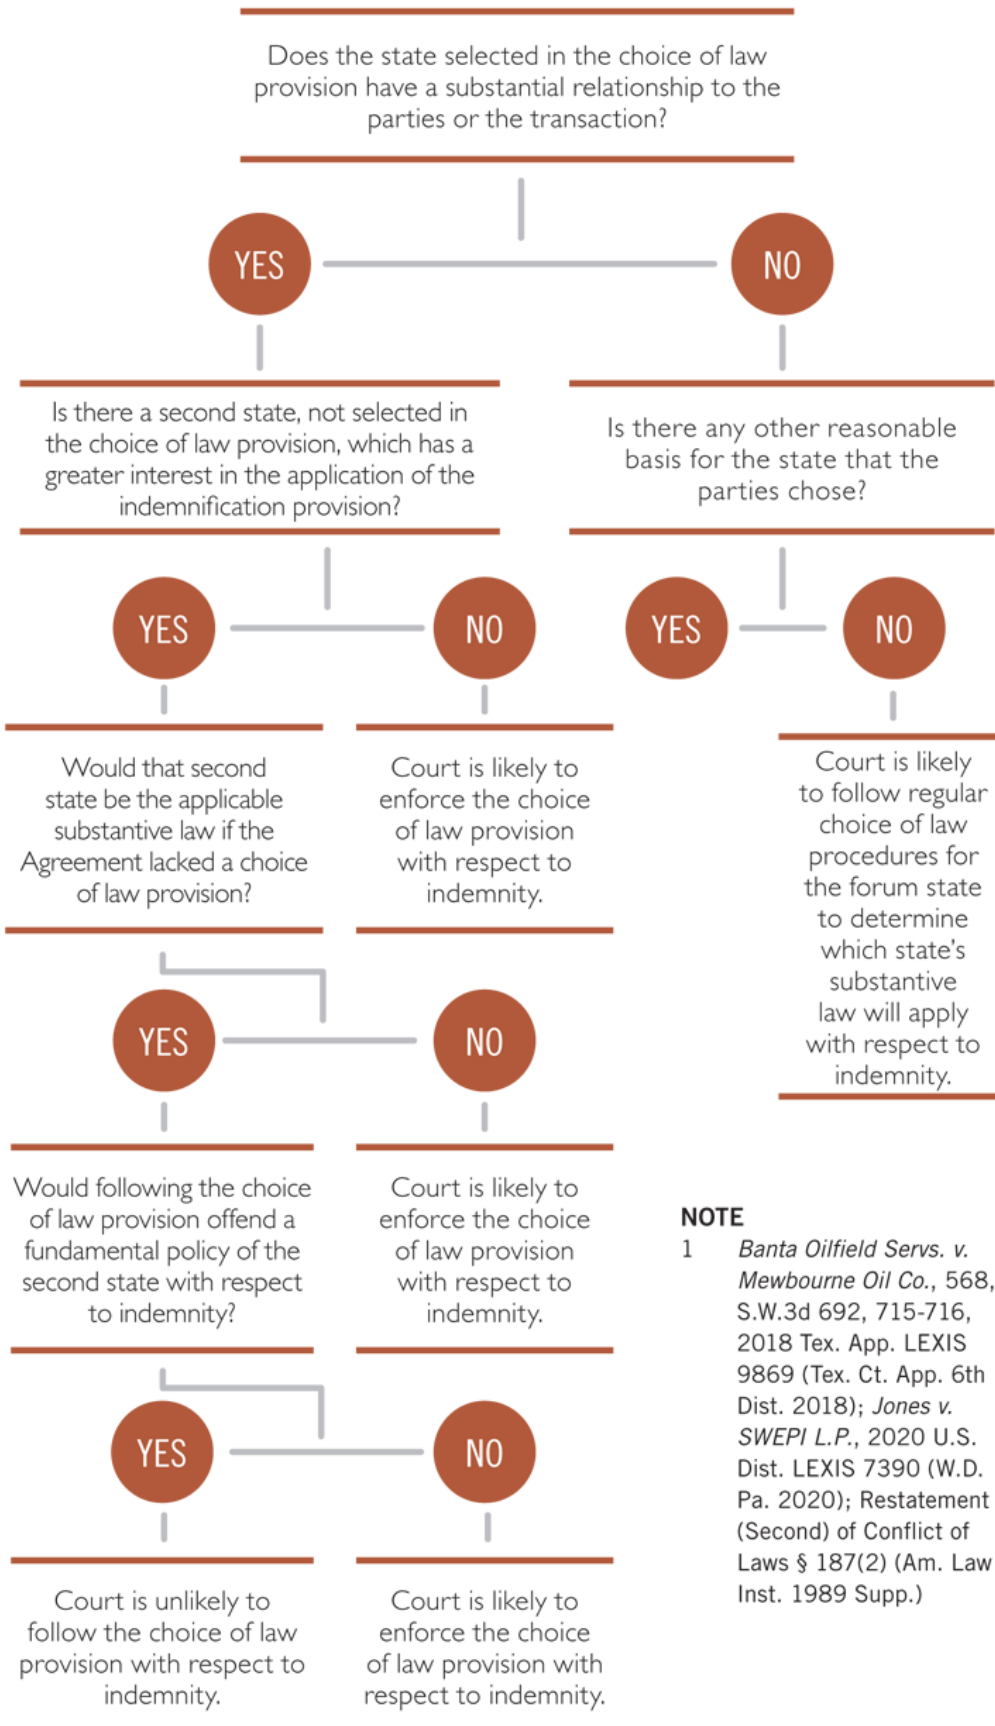 Does the state selected in the choice of law
provision have a substantial relationship to the
parties or the transaction?
YES
NO
Is there a second state, not selected in
the choice of law provision, which has a
greater interest in the application of the
indemnification provision?
Is there any other reasonable
basis for the state that the
parties chose?
YES
NO
YES
NO
Would that second
state be the applicable
substantive law if the
Agreement lacked a choice
of law provision?
Court is likely to
enforce the choice
of law provision
with respect to
indemnity.
Court is likely
to follow regular
choice of law
procedures for
the forum state
to determine
which state's
substantive
law will apply
with respect to
indemnity.
YES
NO
Would following the choice
of law provision offend a
fundamental policy of the
second state with respect
to indemnity?
Court is likely to
enforce the choice
of law provision
with respect to
indemnity.
YES
NO
Court is unlikely to
follow the choice of law
provision with respect to
indemnity.
Court is likely to
enforce the choice
of law provision with
respect to indemnity.
NOTE
1 Banta Oilfield Servs. v.
Mewbourne Oil Co., 568,
S.W.3d 692, 715-716,
2018 Tex. App. LEXIS
9869 (Tex. Ct. App. 6th
Dist. 2018); Jones v.
SWEPI L.P., 2020 U.S.
Dist. LEXIS 7390 (W.D.
Pa. 2020); Restatement
(Second) of Conflict of
Laws § 187(2) (Am. Law
Inst. 1989 Supp.)